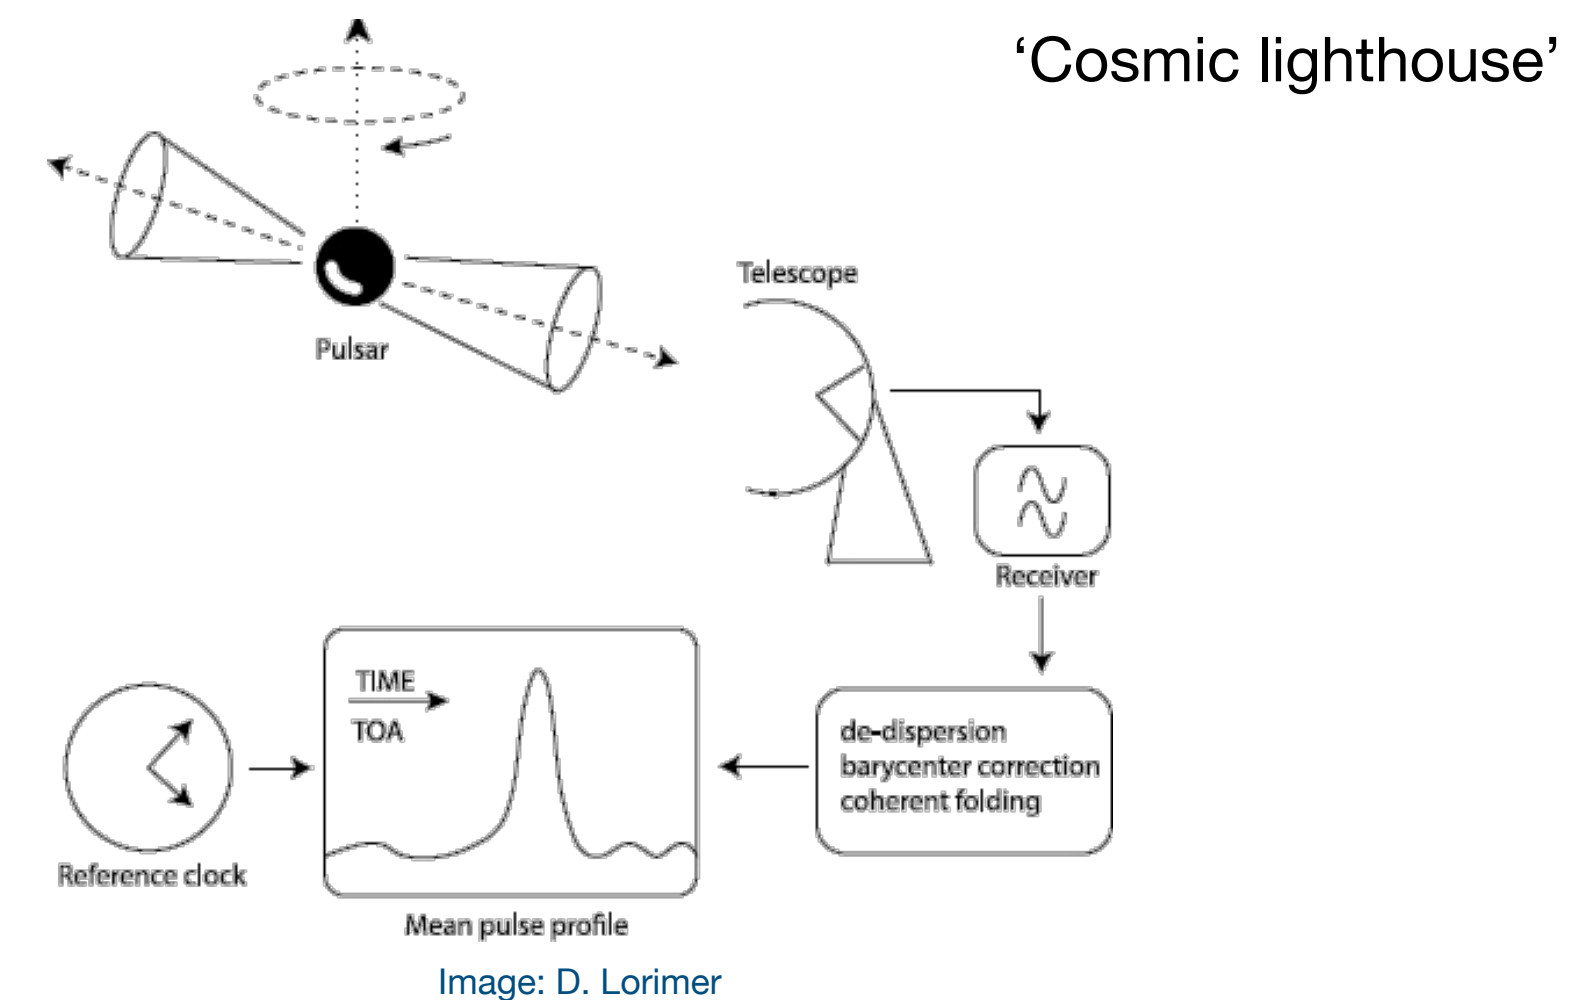 ‘Cosmic lighthouse’
Pulsar
Telescope
Receiver
de-dispersion
barycenter correction
coherent folding
TIME
TOA
Reference clock
Mean pulse profile
Image: D. Lorimer